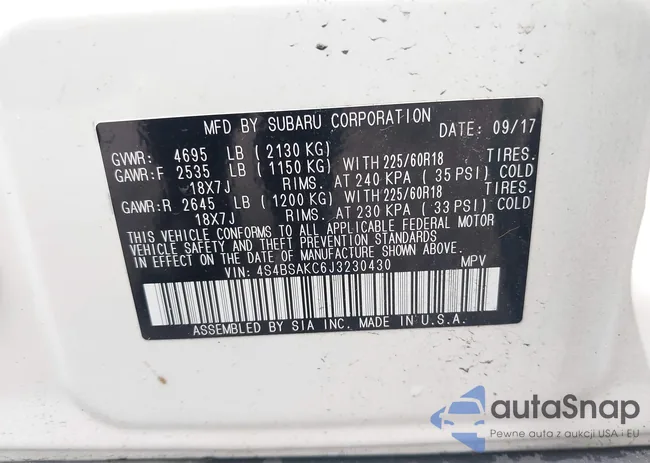 MFD BY SUBARU CORPORATION DATE: 09/17
GVWR: 4695 LB (2130 KG)
GAWR:F 2535 LB (1150 KG) WITH 225/60R18 TIRES.
18X7J RIMS. AT 240 KPA (35 PSI) COLD
GAWR:R 2645 LB (1200 KG) WITH 225/60R18 TIRES.
18X7J RIMS. AT 230 KPA (33 PSI) COLD
THIS VEHICLE CONFORMS TO ALL APPLICABLE FEDERAL MOTOR
VEHICLE SAFETY AND THEFT PREVENTION STANDARDS
IN EFFECT ON THE DATE OF MANUFACTURE SHOWN ABOVE.
VIN: 4S4BSAKC6J3230430 MPV
ASSEMBLED BY SIA INC. MADE IN U.S.A.
autaSnap
Pewne auta z aukcji USA i EU